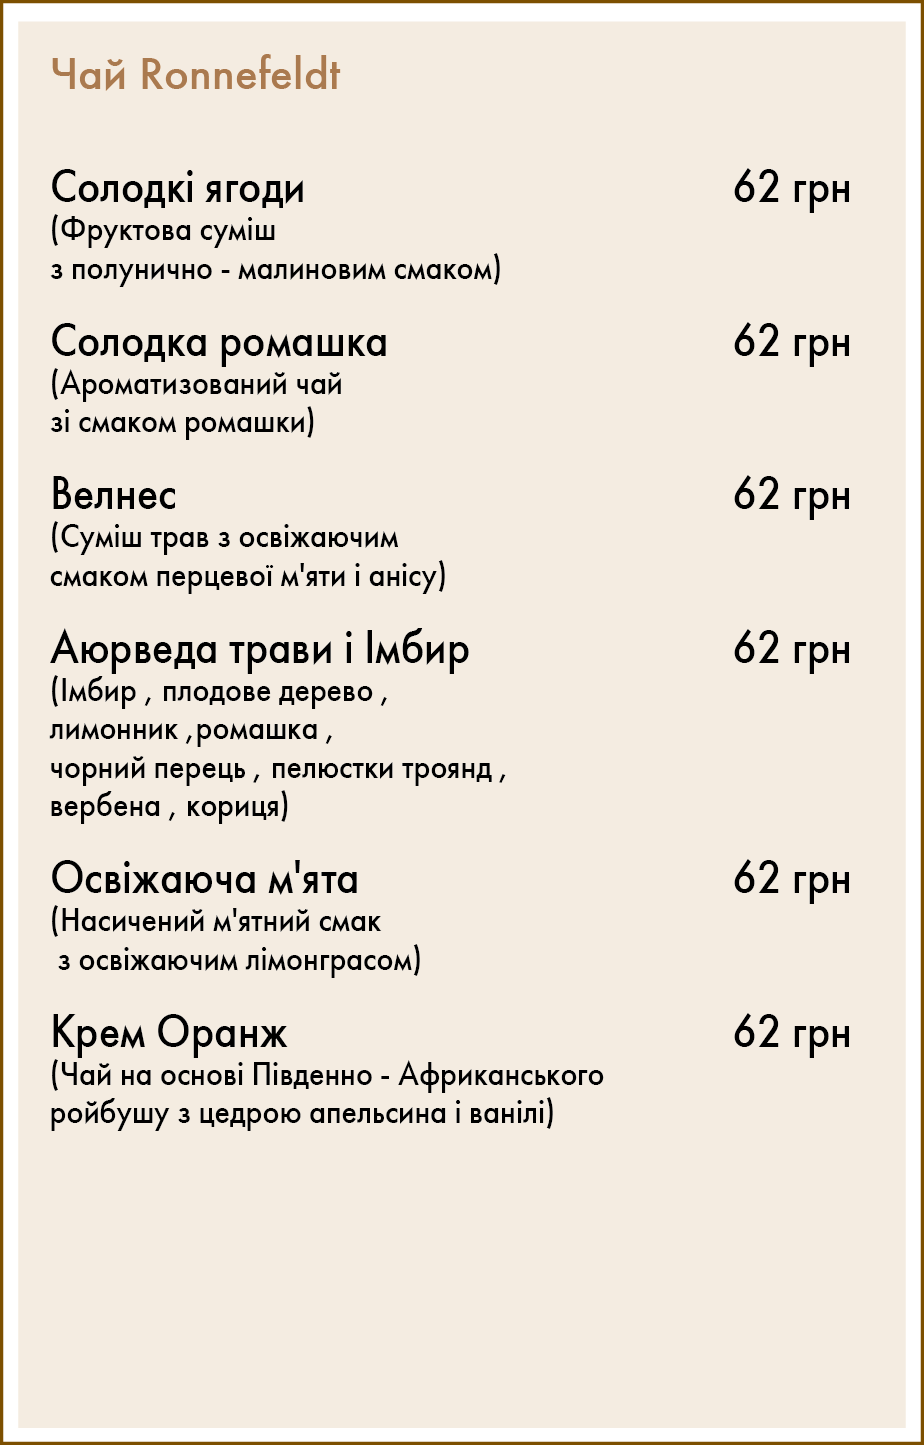 Чай Ronnefeldt
Солодкі ягоди 62 грн
(Фруктова суміш
з полунично - малиновим смаком)
Солодка ромашка 62 грн
(Ароматизований чай
зі смаком ромашки)
Велнес 62 грн
(Суміш трав з освіжаючим
смаком перцевої м'яти і анісу)
Аюрведа трави і Імбир 62 грн
(Імбир , плодове дерево ,
лимонник ,ромашка ,
чорний перець , пелюстки троянд ,
вербена , кориця)
Освіжаюча м'ята 62 грн
(Насичений м'ятний смак
з освіжаючим лімонграсом)
Крем Оранж 62 грн
(Чай на основі Південно - Африканського
ройбушу з цедрою апельсина і ванілі)